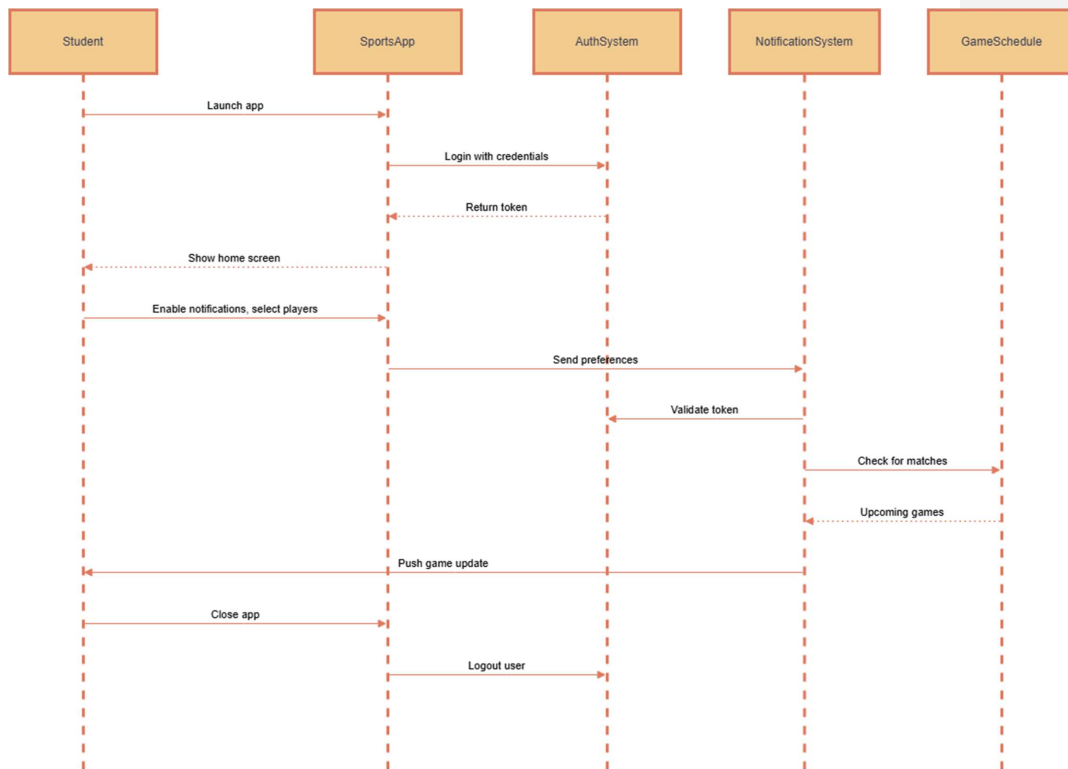 Student
SportsApp
AuthSystem
NotificationSystem
GameSchedule
Launch app
Login with credentials
Return token
Show home screen
Enable notifications, select players
Send preferences
Validate token
Check for matches
Upcoming games
Push game update
Close app
Logout user